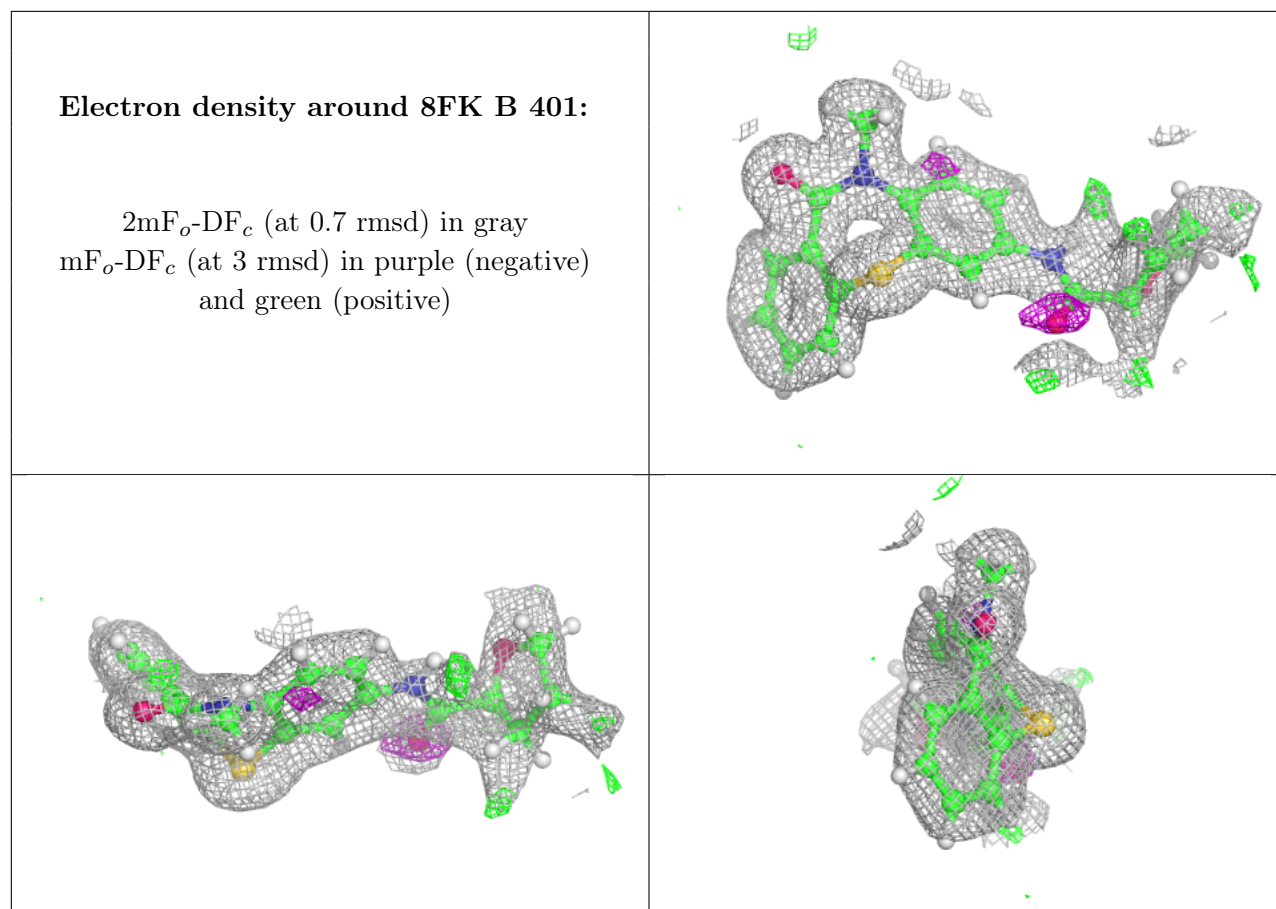 Electron density around 8FK B 401:
2mFo-DFc (at 0.7 rmsd) in gray
mFo-DFc (at 3 rmsd) in purple (negative)
and green (positive)